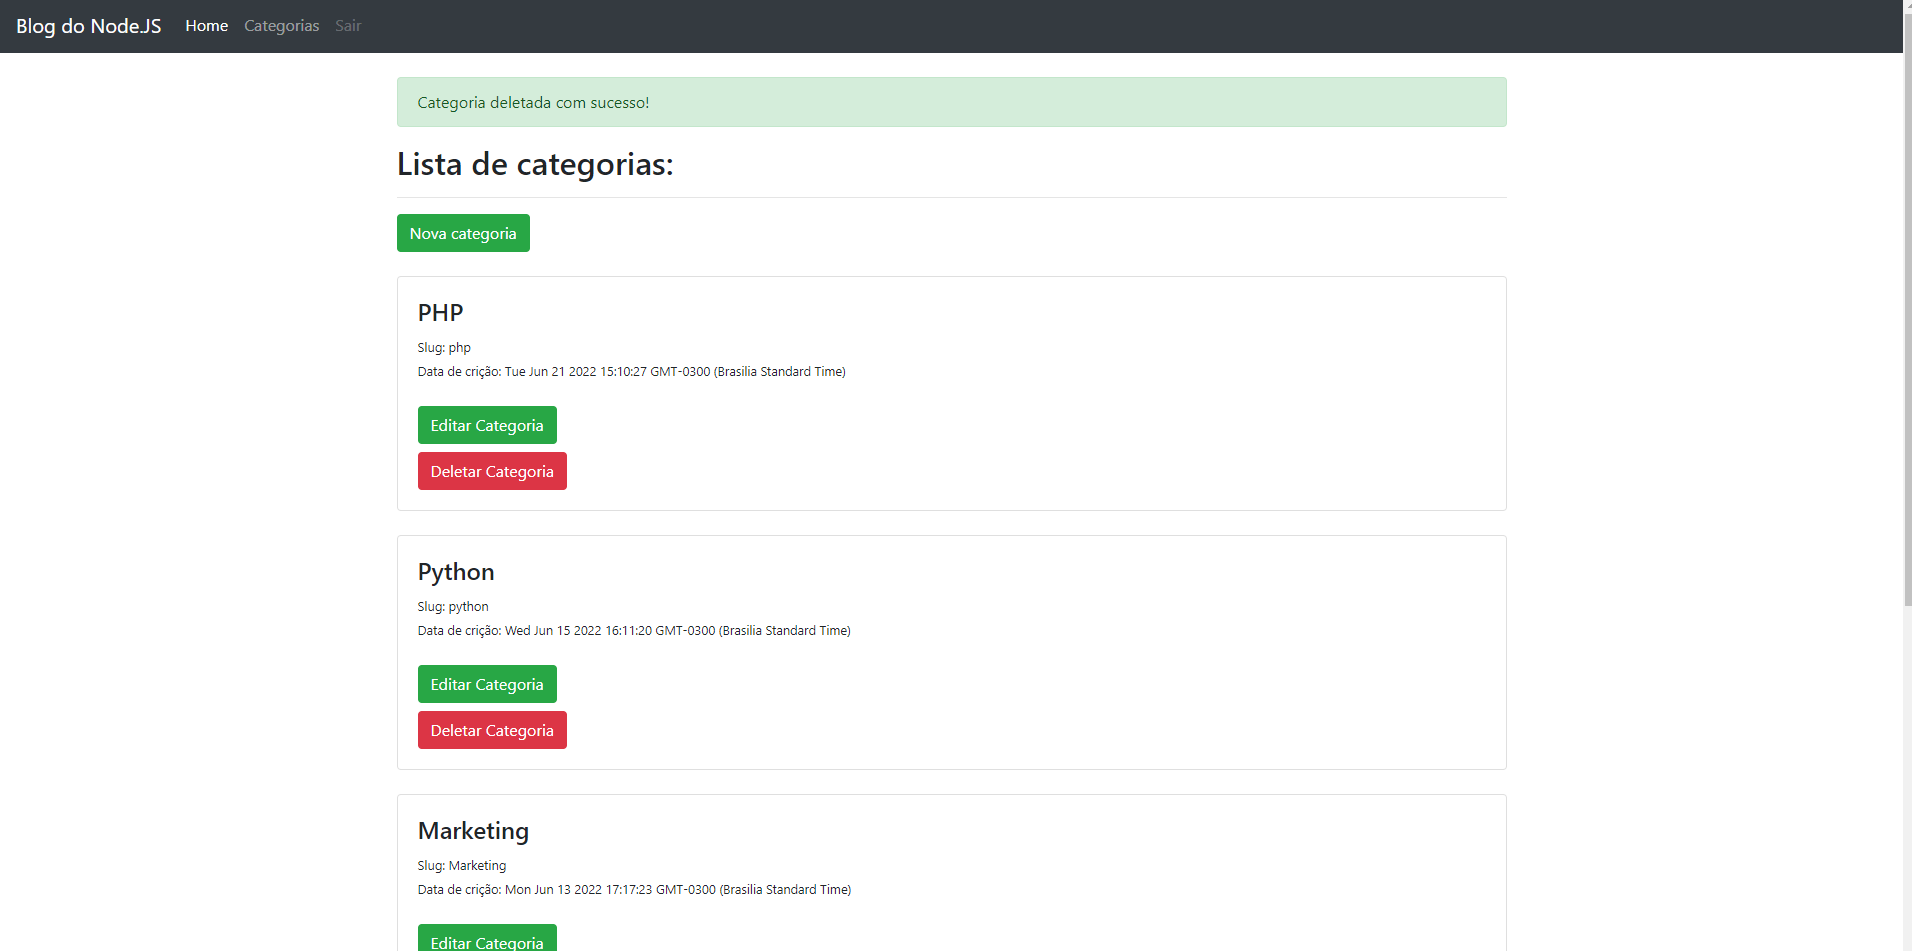 Blog do Node.JS Home Categorias Sair
Categoria deletada com sucesso!
Lista de categorias:
Nova categoria
PHP
Slug: php
Data de crição: Tue Jun 21 2022 15:10:27 GMT-0300 (Brasilia Standard Time)
Editar Categoria
Deletar Categoria
Python
Slug: python
Data de crição: Wed Jun 15 2022 16:11:20 GMT-0300 (Brasilia Standard Time)
Editar Categoria
Deletar Categoria
Marketing
Slug: Marketing
Data de crição: Mon Jun 13 2022 17:17:23 GMT-0300 (Brasilia Standard Time)
Editar Categoria